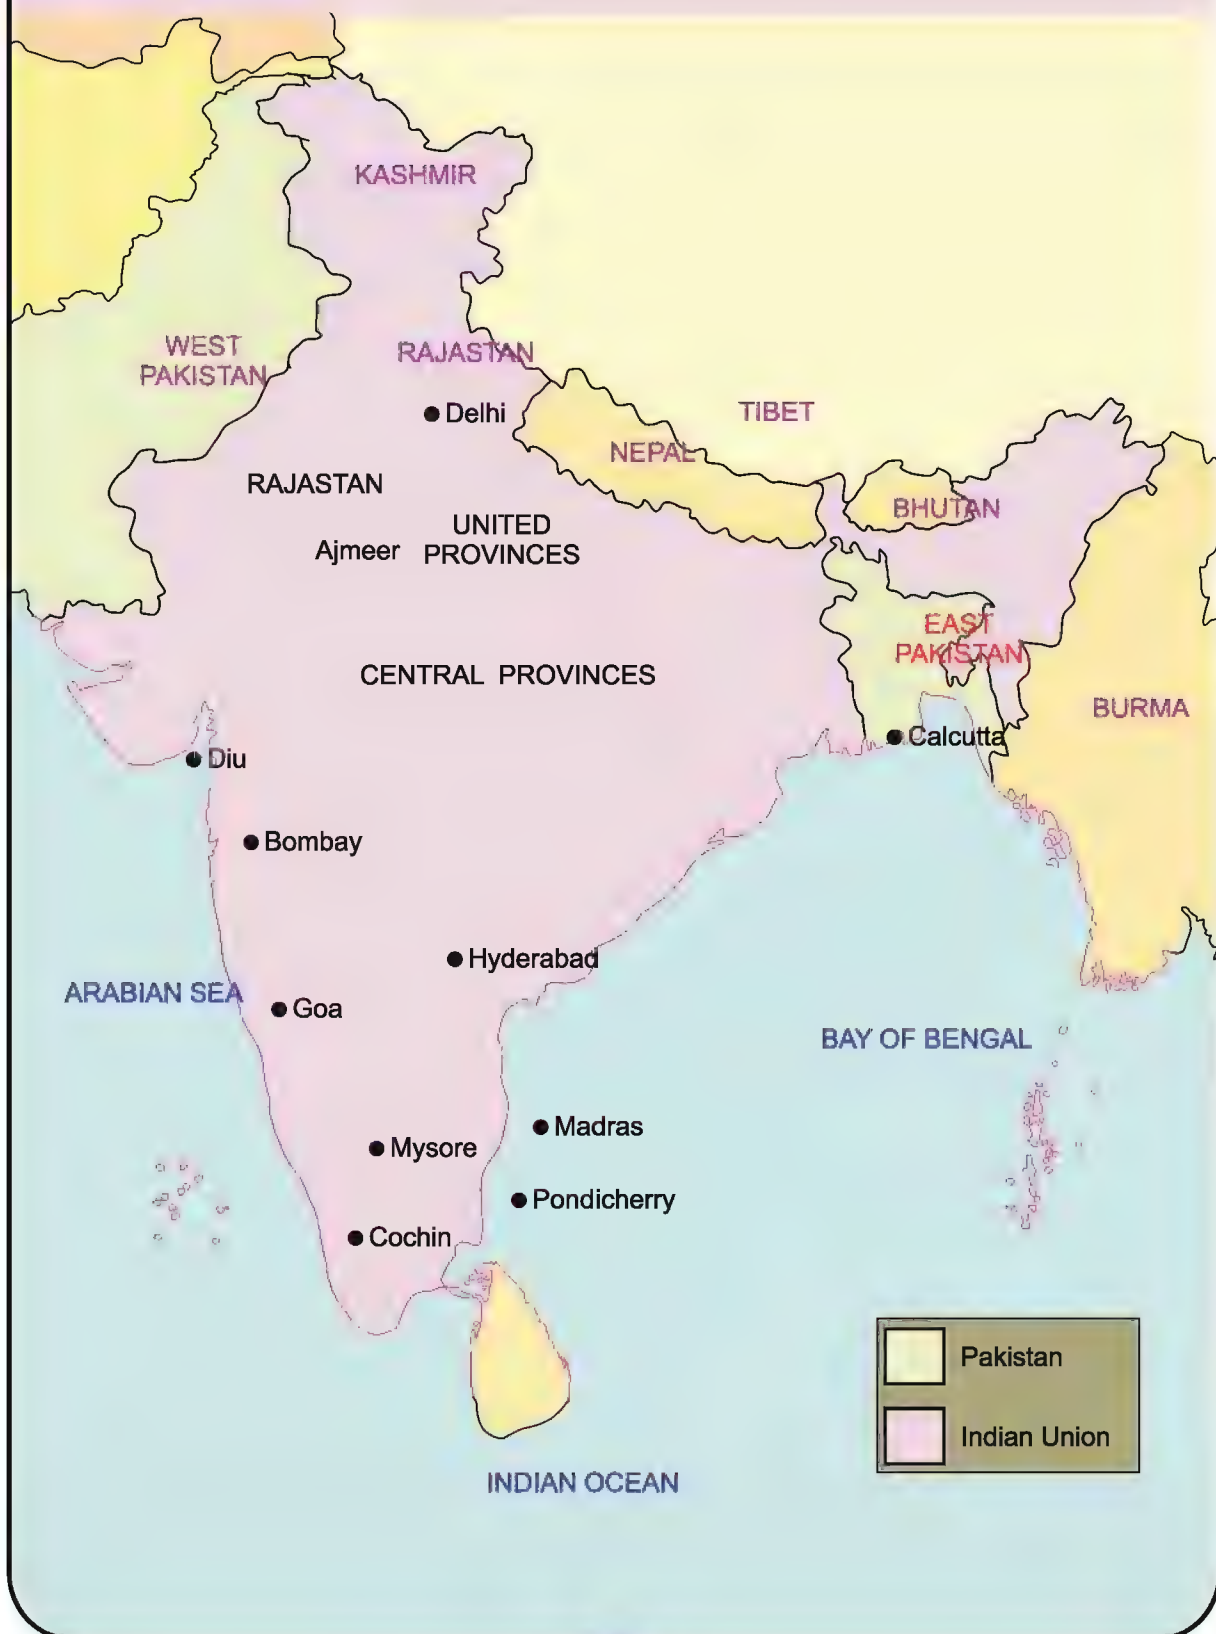 KASHMIR
WEST
PAKISTAN
RAJASTAN
Delhi
TIBET
NEPAL
RAJASTAN
BHUTAN
UNITED
PROVINCES
Ajmeer
EAST
PAKISTAN
CENTRAL PROVINCES
BURMA
Calcutta
Diu
Bombay
Hyderabad
ARABIAN SEA
Goa
BAY OF BENGAL
Madras
Mysore
Pondicherry
Cochin
Pakistan
Indian Union
INDIAN OCEAN